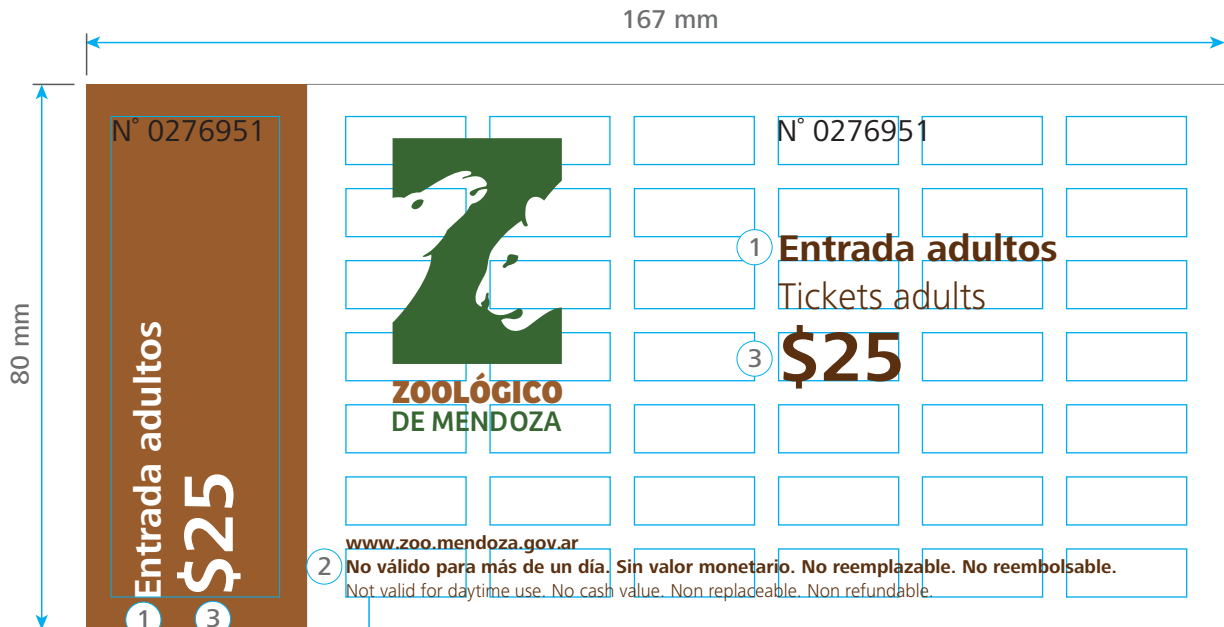 167 mm
80 mm
N° 0276951
Entrada adultos
$25
1
3
ZOOLÓGICO
DE MENDOZA
N° 0276951
1 Entrada adultos
Tickets adults
3 $25
www.zoo.mendoza.gov.ar
2 No válido para más de un día. Sin valor monetario. No reemplazable. No reembolsable.
Not valid for daytime use. No cash value. Non replaceable. Non refundable.